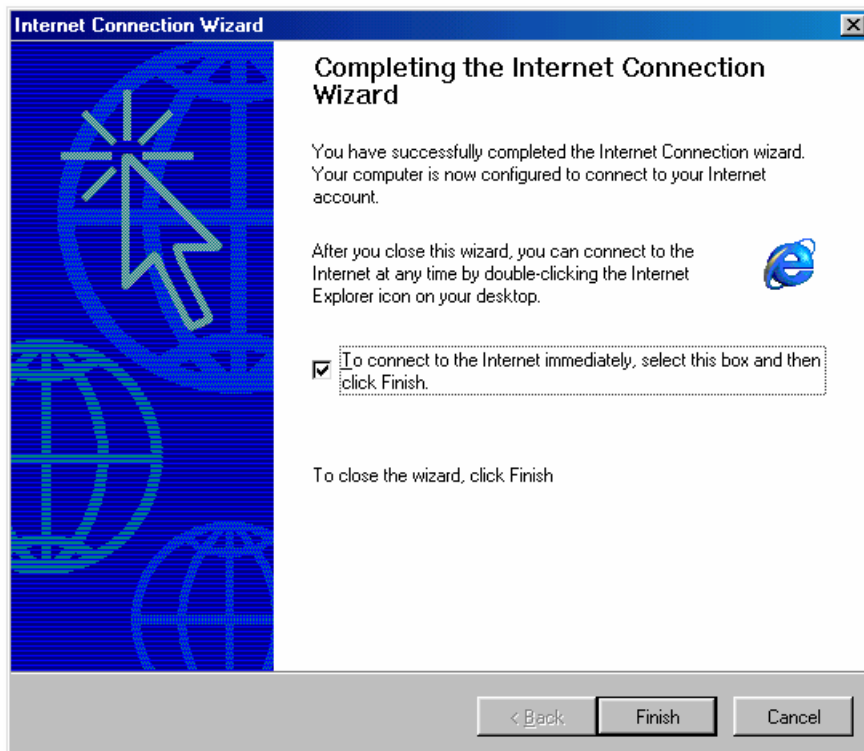 Internet Connection Wizard
Completing the Internet Connection
Wizard
You have successfully completed the Internet Connection wizard.
Your computer is now configured to connect to your Internet
account.
After you close this wizard, you can connect to the
Internet at any time by double-clicking the Internet
Explorer icon on your desktop.
To connect to the Internet immediately, select this box and then
click Finish.
To close the wizard, click Finish
< Back
Finish
Cancel